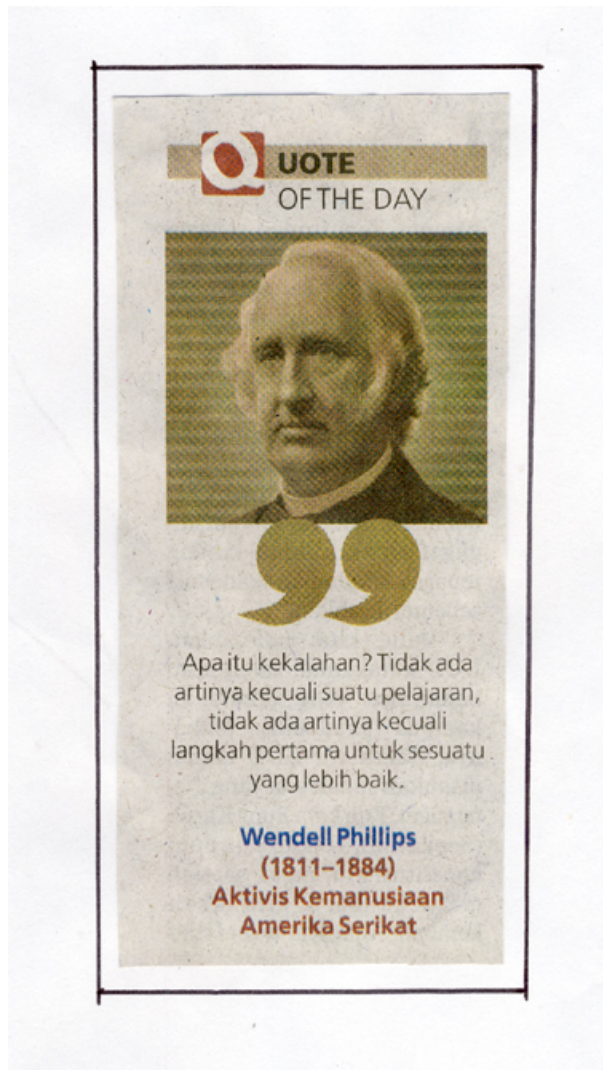 QUOTE
OF THE DAY
Apa itu kekalahan? Tidak ada
artinya kecuali suatu pelajaran,
tidak ada artinya kecuali
langkah pertama untuk sesuatu
yang lebih baik.
Wendell Phillips
(1811–1884)
Aktivis Kemanusiaan
Amerika Serikat